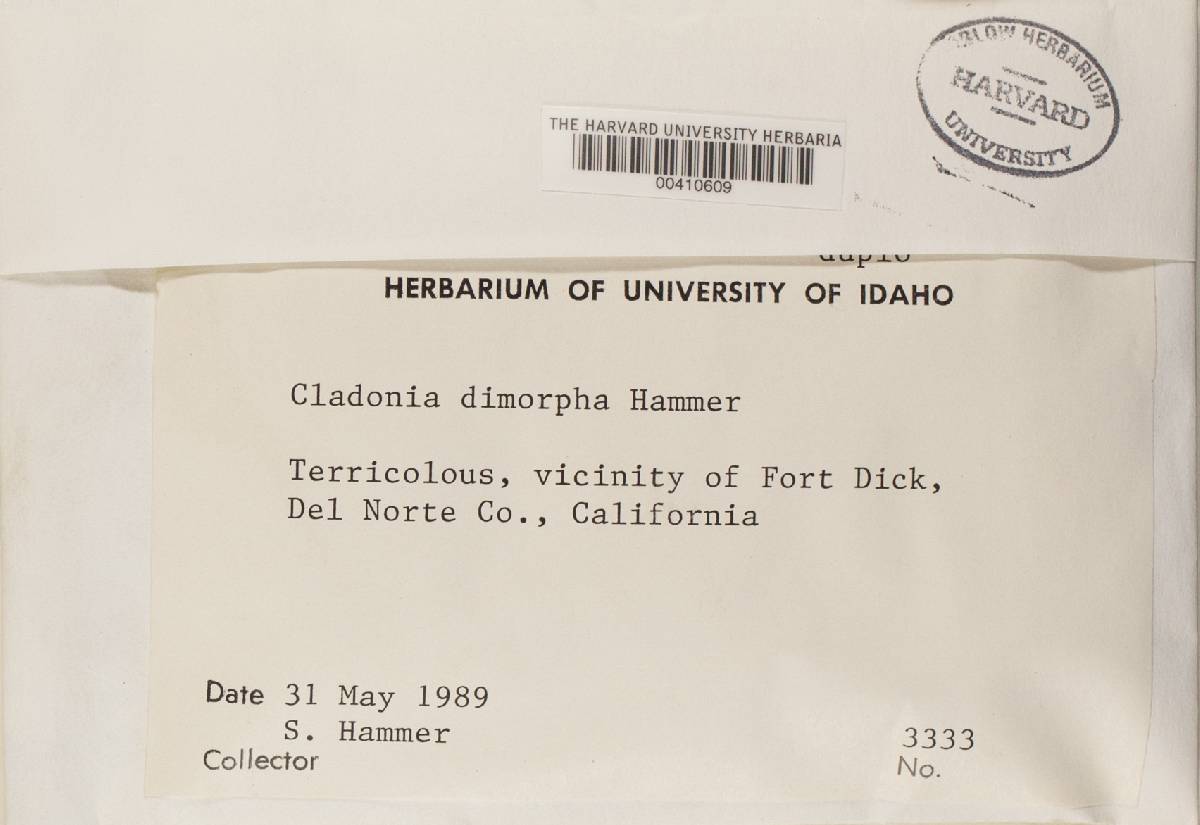 HERBARIUM
HARVARD
UNIVERSITY
THE HARVARD UNIVERSITY HERBARIA
00410609
HERBARIUM OF UNIVERSITY OF IDAHO
Cladonia dimorpha Hammer
Terricolous, vicinity of Fort Dick,
Del Norte Co., California
Date 31 May 1989
S. Hammer
Collector
3333
No.